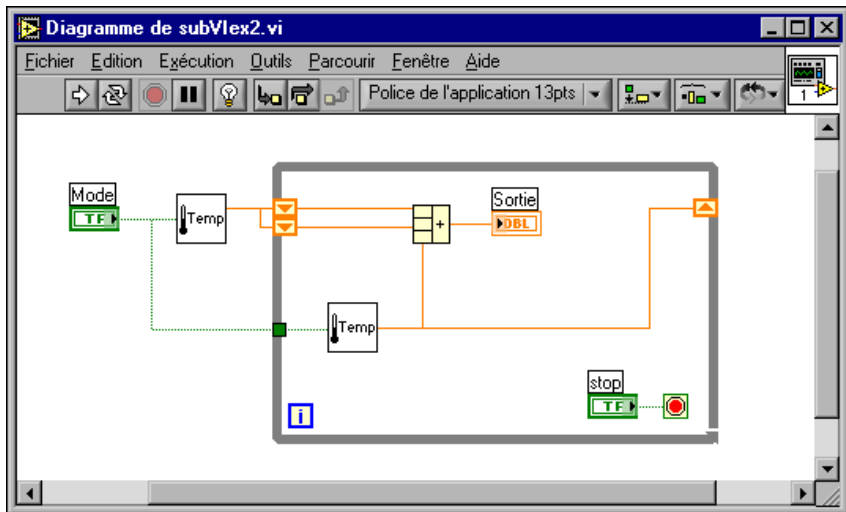 Diagramme de subVIex2.vi
Fichier Edition Exécution Outils Parcourir Fenêtre Aide
Police de l'application 13pts
1
Mode
TF
Temp
+
Sortie
DBL
Temp
stop
TF
i